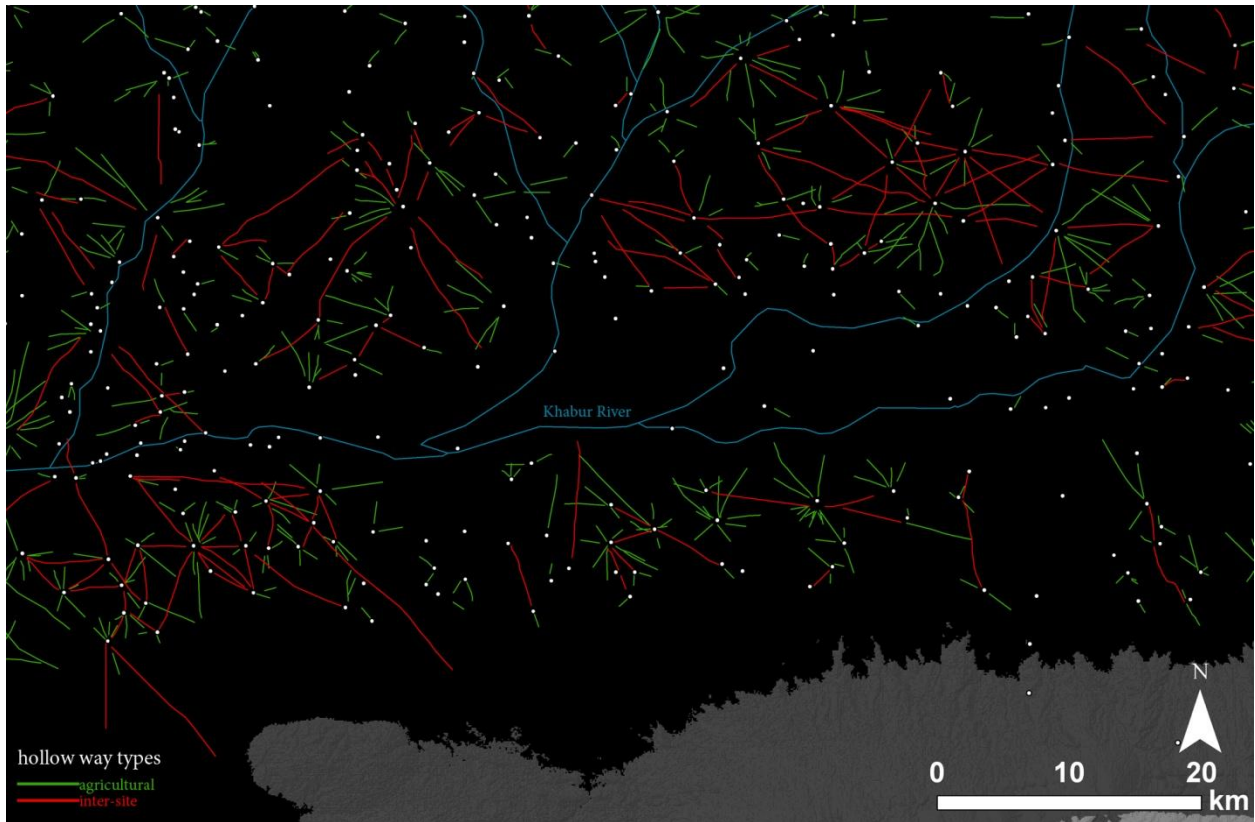 Khabur River
N
hollow way types
agricultural
inter-site
0 10 20
km